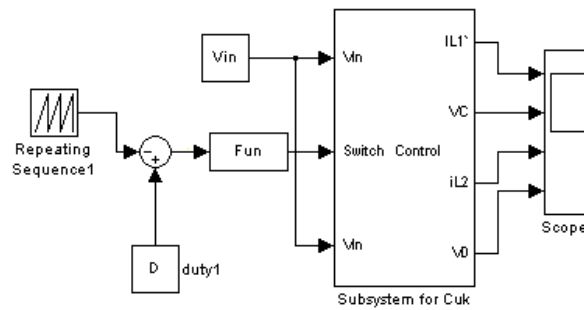 Vin
Vin
IL1`
Repeating
Sequence1
Fun
Switch Control
VC
iL2
D
duty1
Vin
V0
Scope
Subsystem for Cuk